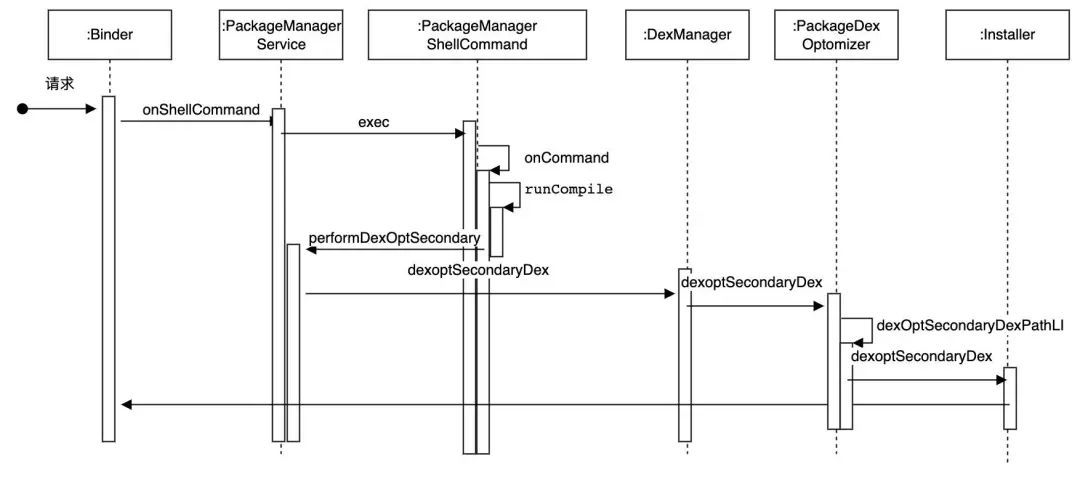 :Binder
:PackageManager
Service
:PackageManager
ShellCommand
:DexManager
:PackageDex
Optomizer
:Installer
请求
onShellCommand
exec
onCommand
runCompile
performDexOptSecondary
dexoptSecondaryDex
dexoptSecondaryDex
dexOptSecondaryDexPathLI
dexoptSecondaryDex